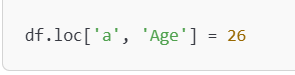 df.loc['a', 'Age'] = 26